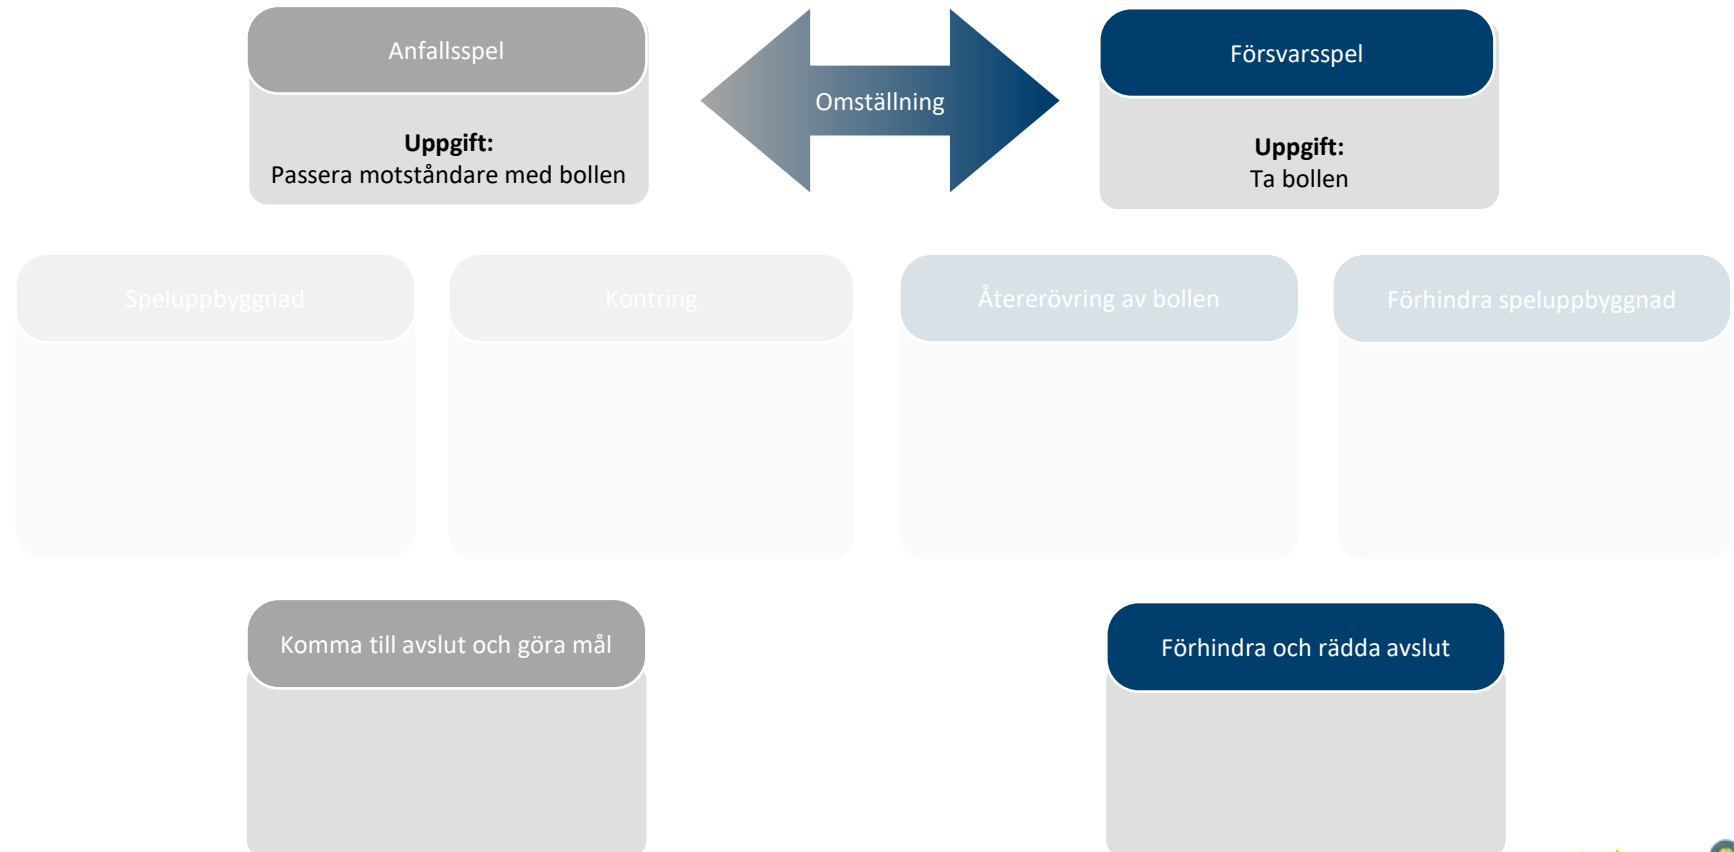 Anfallsspel
Uppgift:
Passera motståndare med bollen
Omställning
Försvarsspel
Uppgift:
Ta bollen
Speluppbyggnad
Kontring
Återerövring av bollen
Förhindra speluppbyggnad
Komma till avslut och göra mål
Förhindra och rädda avslut